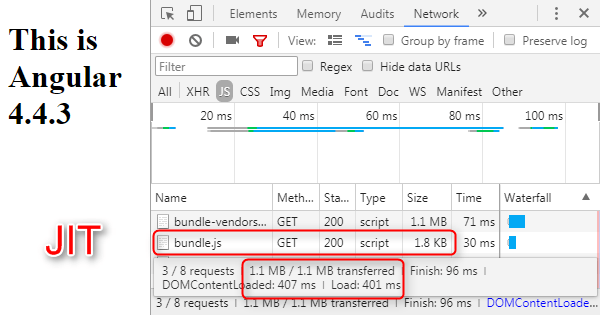 This is
Angular
4.4.3
JIT
Elements Memory Audits Network »
View: Group by frame Preserve log
Filter Regex Hide data URLs
All XHR JS CSS Img Media Font Doc WS Manifest Other
20 ms 40 ms 60 ms 80 ms 100 ms
Name Meth... Sta... Type Size Time Waterfall
bundle-vendors... GET 200 script 1.1 MB 71 ms
bundle.js GET 200 script 1.8 KB 30 ms
3 / 8 requests | 1.1 MB / 1.1 MB transferred | Finish: 96 ms |
DOMContentLoaded: 407 ms | Load: 401 ms
3 / 8 requests | 1.1 MB / 1.1 MB transferred | Finish: 96 ms | DOMContentLoade...